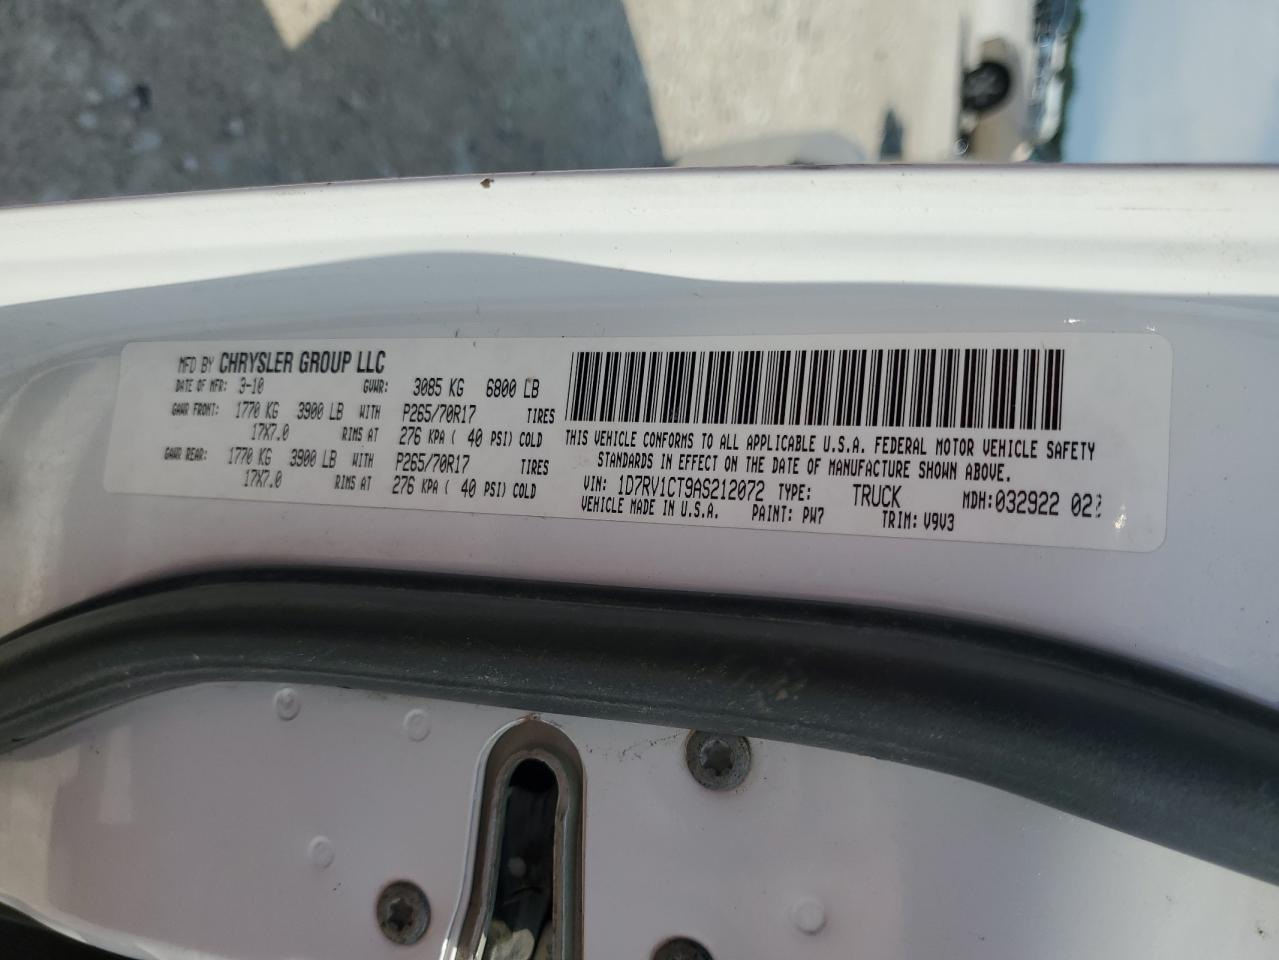 MFD BY CHRYSLER GROUP LLC
DATE OF MFR: 3-10 GVWR: 3085 KG 6800 LB
GAWR FRONT: 1770 KG 3900 LB WITH P265/70R17 TIRES
17X7.0 RIMS AT 276 KPA ( 40 PSI) COLD
GAWR REAR: 1770 KG 3900 LB WITH P265/70R17 TIRES
17X7.0 RIMS AT 276 KPA ( 40 PSI) COLD
THIS VEHICLE CONFORMS TO ALL APPLICABLE U.S.A. FEDERAL MOTOR VEHICLE SAFETY
STANDARDS IN EFFECT ON THE DATE OF MANUFACTURE SHOWN ABOVE.
VIN: 1D7RV1CT9AS212072 TYPE: TRUCK MDH: 032922
VEHICLE MADE IN U.S.A. PAINT: PW7 TRIM: V9V3